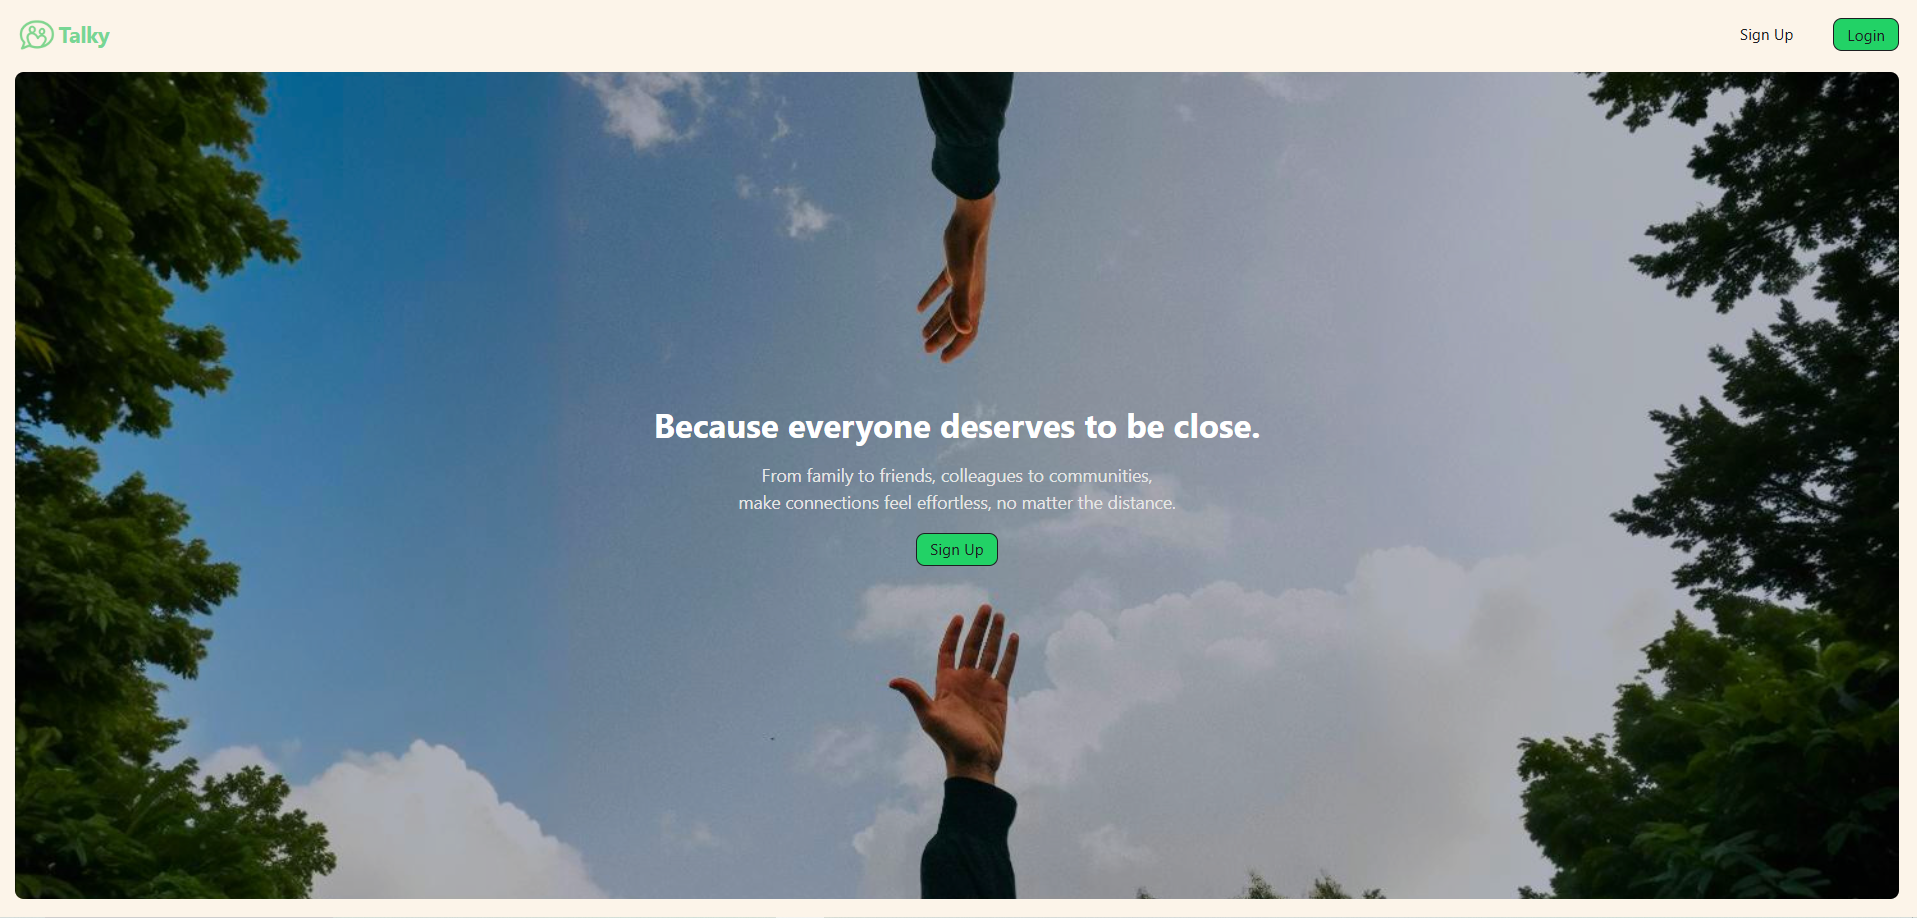 Talky
Sign Up
Login
Because everyone deserves to be close.
From family to friends, colleagues to communities,
make connections feel effortless, no matter the distance.
Sign Up